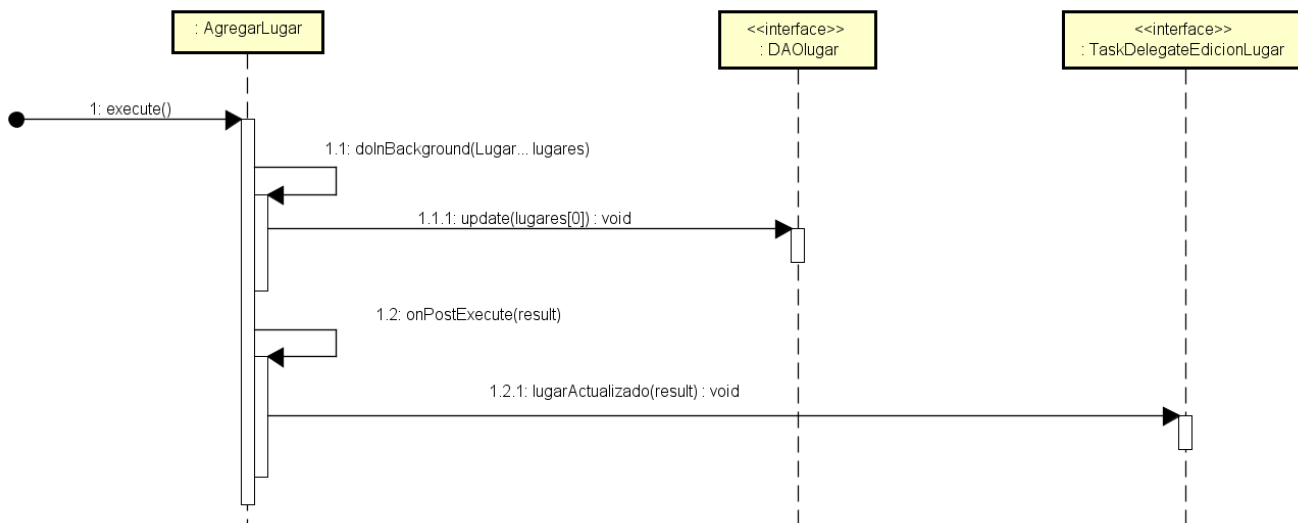 : AgregarLugar
<<interface>>
: DAOlugar
<<interface>>
: TaskDelegateEdicionLugar
1: execute()
1.1: doInBackground(Lugar... lugares)
1.1.1: update(lugares[0]) : void
1.2: onPostExecute(result)
1.2.1: lugarActualizado(result) : void